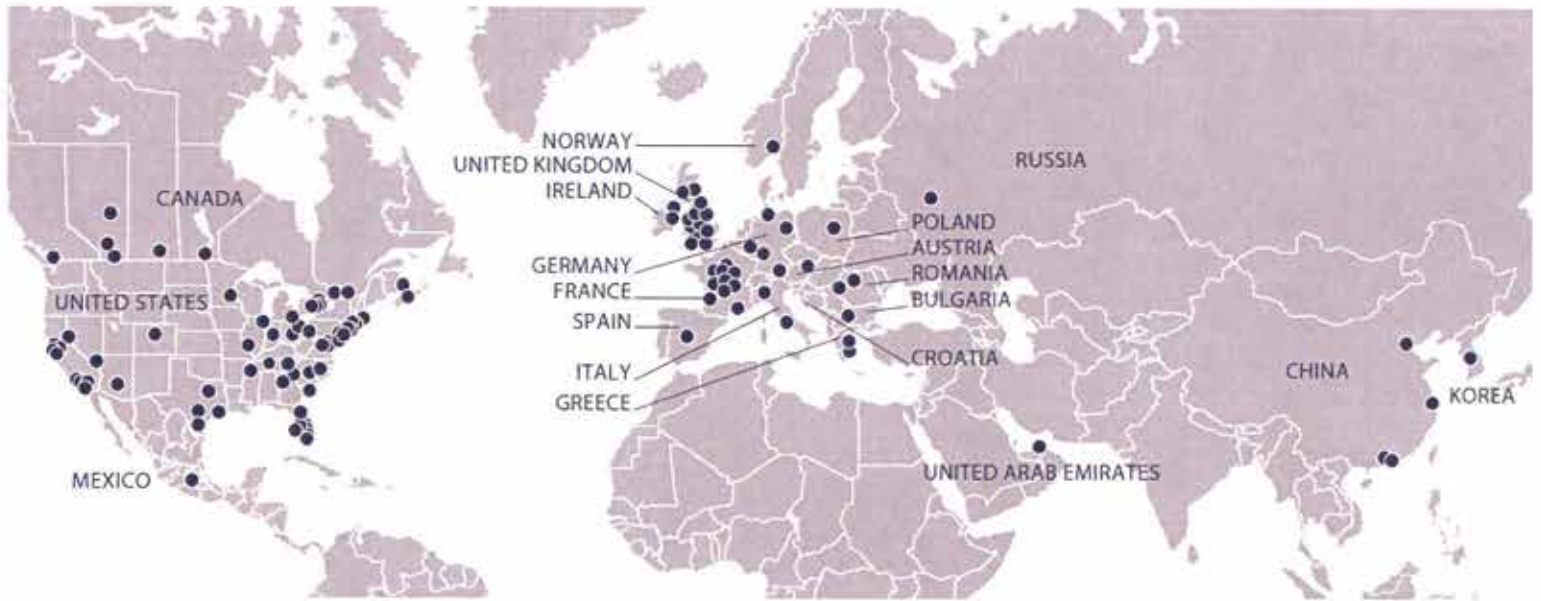 NORWAY
UNITED KINGDOM
IRELAND
RUSSIA
CANADA
POLAND
AUSTRIA
GERMANY
ROMANIA
UNITED STATES
FRANCE
BULGARIA
SPAIN
ITALY
CROATIA
CHINA
KOREA
GREECE
MEXICO
UNITED ARAB EMIRATES